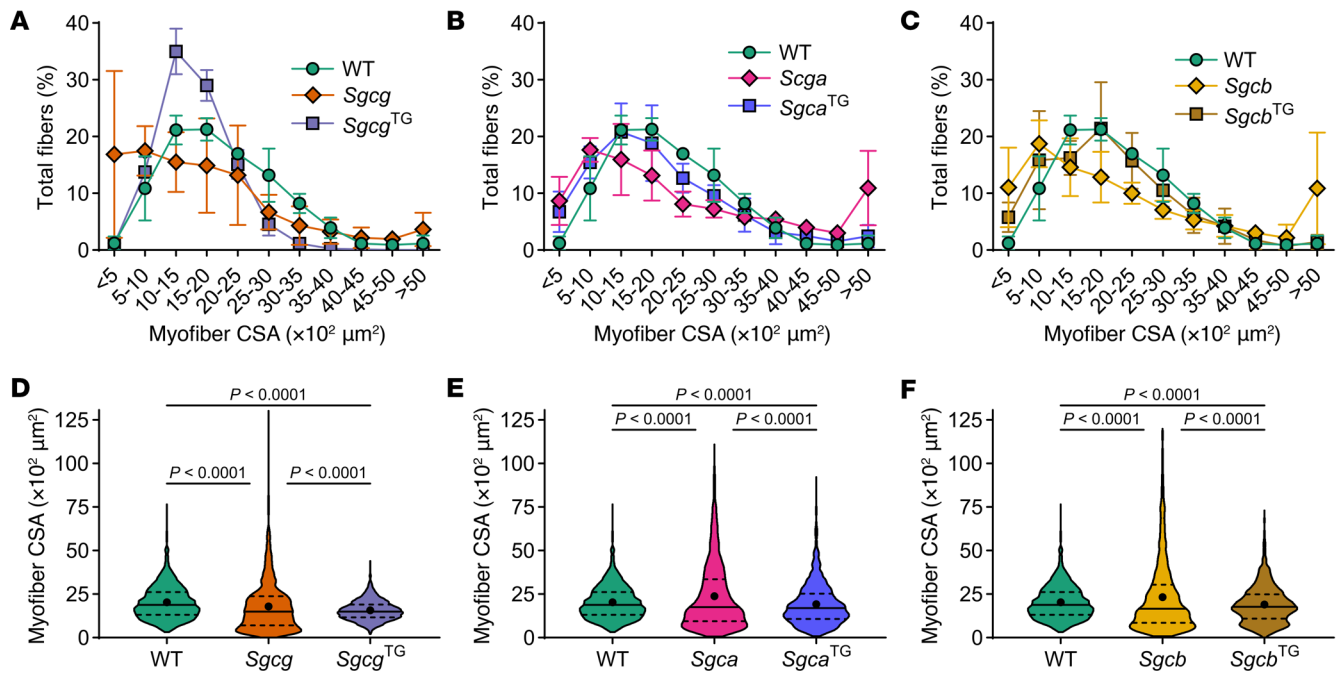 A
Total fibers (%)
40
30
20
10
0
WT
Sgcg
SgcgTG
<5
5-10
10-15
15-20
20-25
25-30
30-35
35-40
40-45
45-50
>50
Myofiber CSA (×10² μm²)
B
Total fibers (%)
40
30
20
10
0
WT
Scga
SgcaTG
<5
5-10
10-15
15-20
20-25
25-30
30-35
35-40
40-45
45-50
>50
Myofiber CSA (×10² μm²)
C
Total fibers (%)
40
30
20
10
0
WT
Sgcb
SgcbTG
<5
5-10
10-15
15-20
20-25
25-30
30-35
35-40
40-45
45-50
>50
Myofiber CSA (×10² μm²)
D
Myofiber CSA (×10² μm²)
125
100
75
50
25
0
P < 0.0001
P < 0.0001
P < 0.0001
WT
Sgcg
SgcgTG
E
Myofiber CSA (×10² μm²)
125
100
75
50
25
0
P < 0.0001
P < 0.0001
P < 0.0001
WT
Sgca
SgcaTG
F
Myofiber CSA (×10² μm²)
125
100
75
50
25
0
P < 0.0001
P < 0.0001
P < 0.0001
WT
Sgcb
SgcbTG